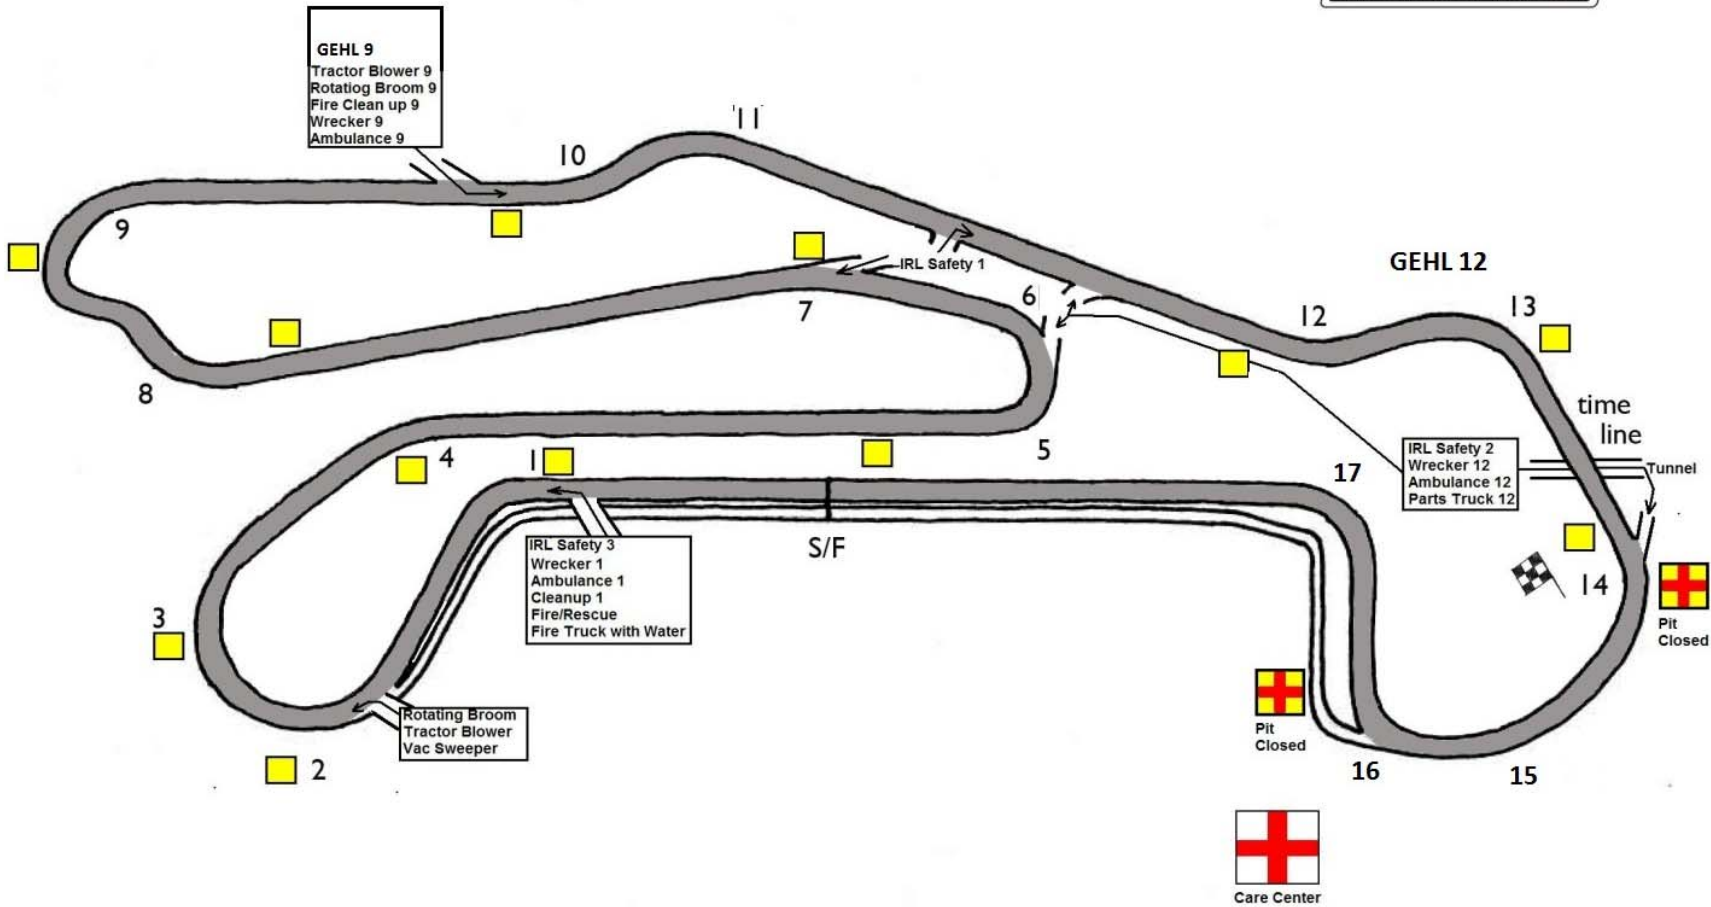 GEHL 9
Tractor Blower 9
Rotatiog Broom 9
Fire Clean up 9
Wrecker 9
Ambulance 9
11
10
9
IRL Safety 1
GEHL 12
6
7
12
13
8
time
line
4
1
5
17
IRL Safety 2
Wrecker 12
Ambulance 12
Parts Truck 12
Tunnel
S/F
IRL Safety 3
Wrecker 1
Ambulance 1
Cleanup 1
Fire/Rescue
Fire Truck with Water
14
Pit
Closed
3
Rotating Broom
Tractor Blower
Vac Sweeper
Pit
Closed
2
16
15
Care Center